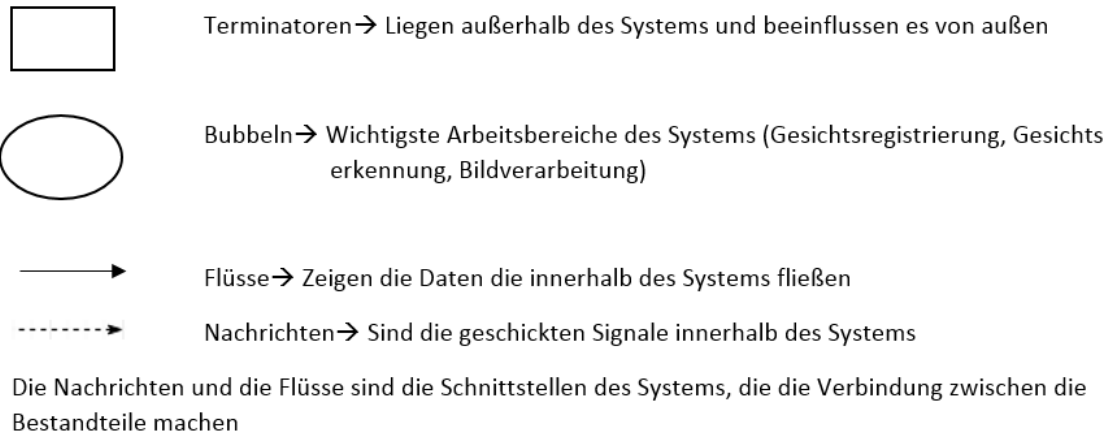 Terminatoren→ Liegen außerhalb des Systems und beeinflussen es von außen
Bubbeln→ Wichtigste Arbeitsbereiche des Systems (Gesichtsregistrierung, Gesichts
erkennung, Bildverarbeitung)
Flüsse→ Zeigen die Daten die innerhalb des Systems fließen
Nachrichten→ Sind die geschickten Signale innerhalb des Systems
Die Nachrichten und die Flüsse sind die Schnittstellen des Systems, die die Verbindung zwischen die
Bestandteile machen